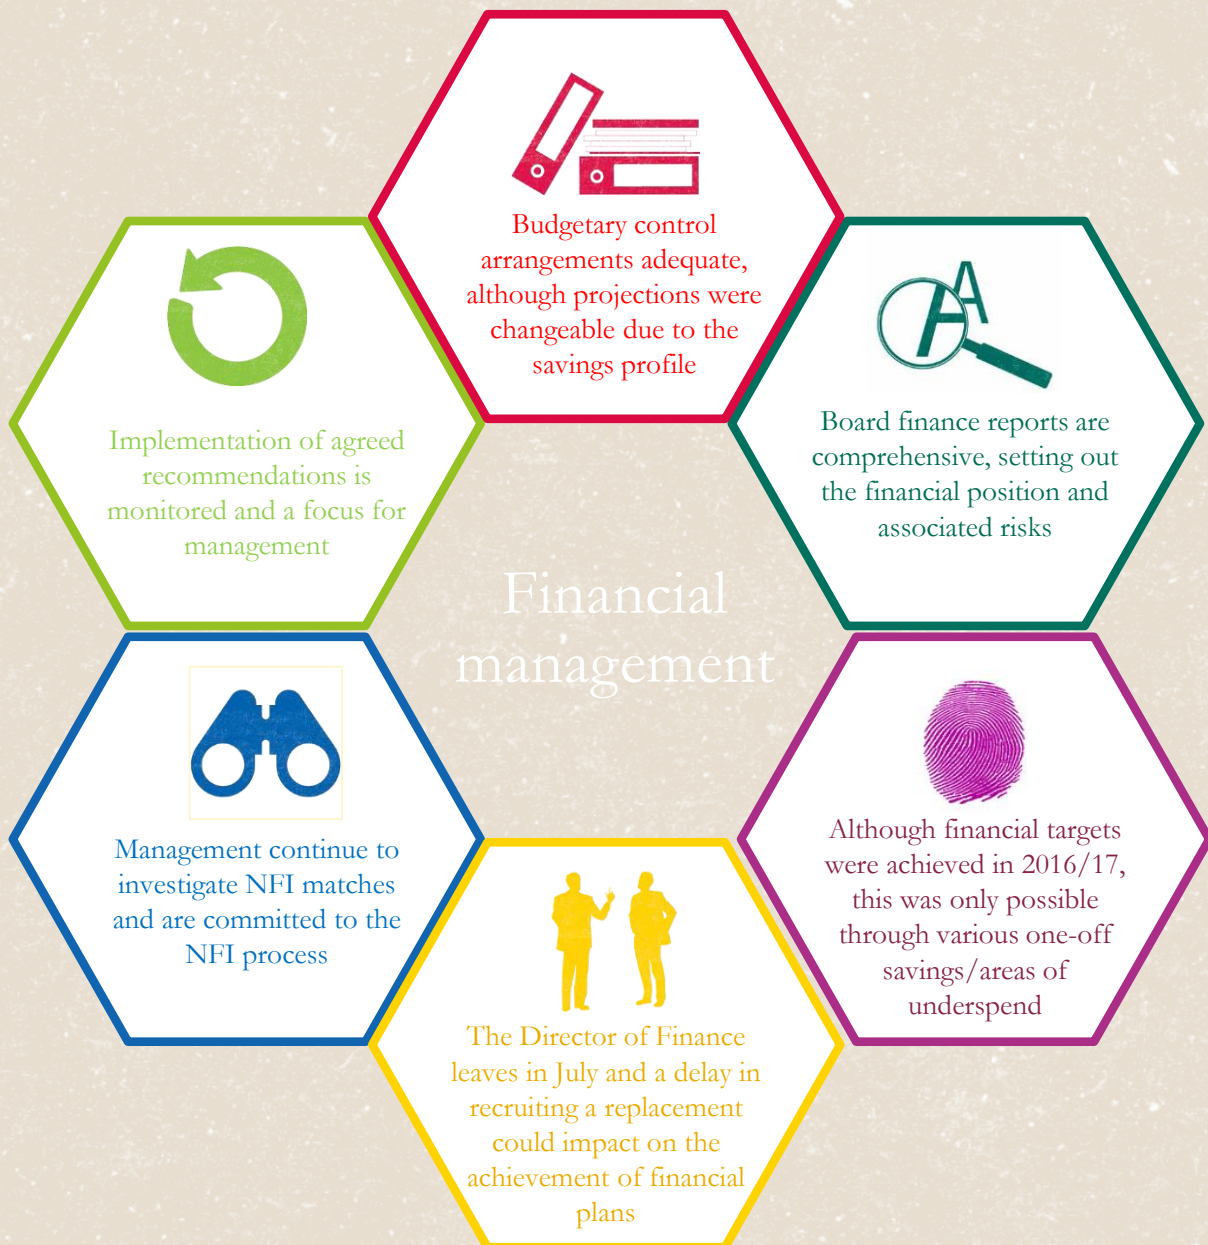 Budgetary control
arrangements adequate,
although projections were
changeable due to the
savings profile
Board finance reports are
comprehensive, setting out
the financial position and
associated risks
Although financial targets
were achieved in 2016/17,
this was only possible
through various one-off
savings/areas of
underspend
The Director of Finance
leaves in July and a delay in
recruiting a replacement
could impact on the
achievement of financial
plans
Management continue to
investigate NFI matches
and are committed to the
NFI process
Implementation of agreed
recommendations is
monitored and a focus for
management
Financial
management